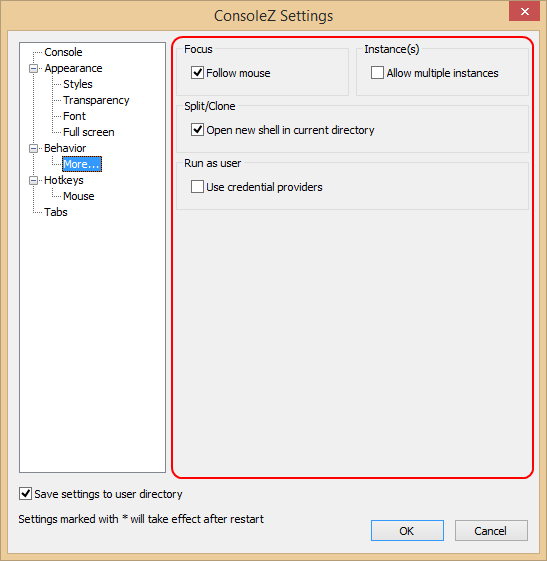 ConsoleZ Settings
Console
Appearance
Styles
Transparency
Font
Full screen
Behavior
More...
Hotkeys
Mouse
Tabs
Focus
Follow mouse
Instance(s)
Allow multiple instances
Split/Clone
Open new shell in current directory
Run as user
Use credential providers
Save settings to user directory
Settings marked with * will take effect after restart
OK
Cancel